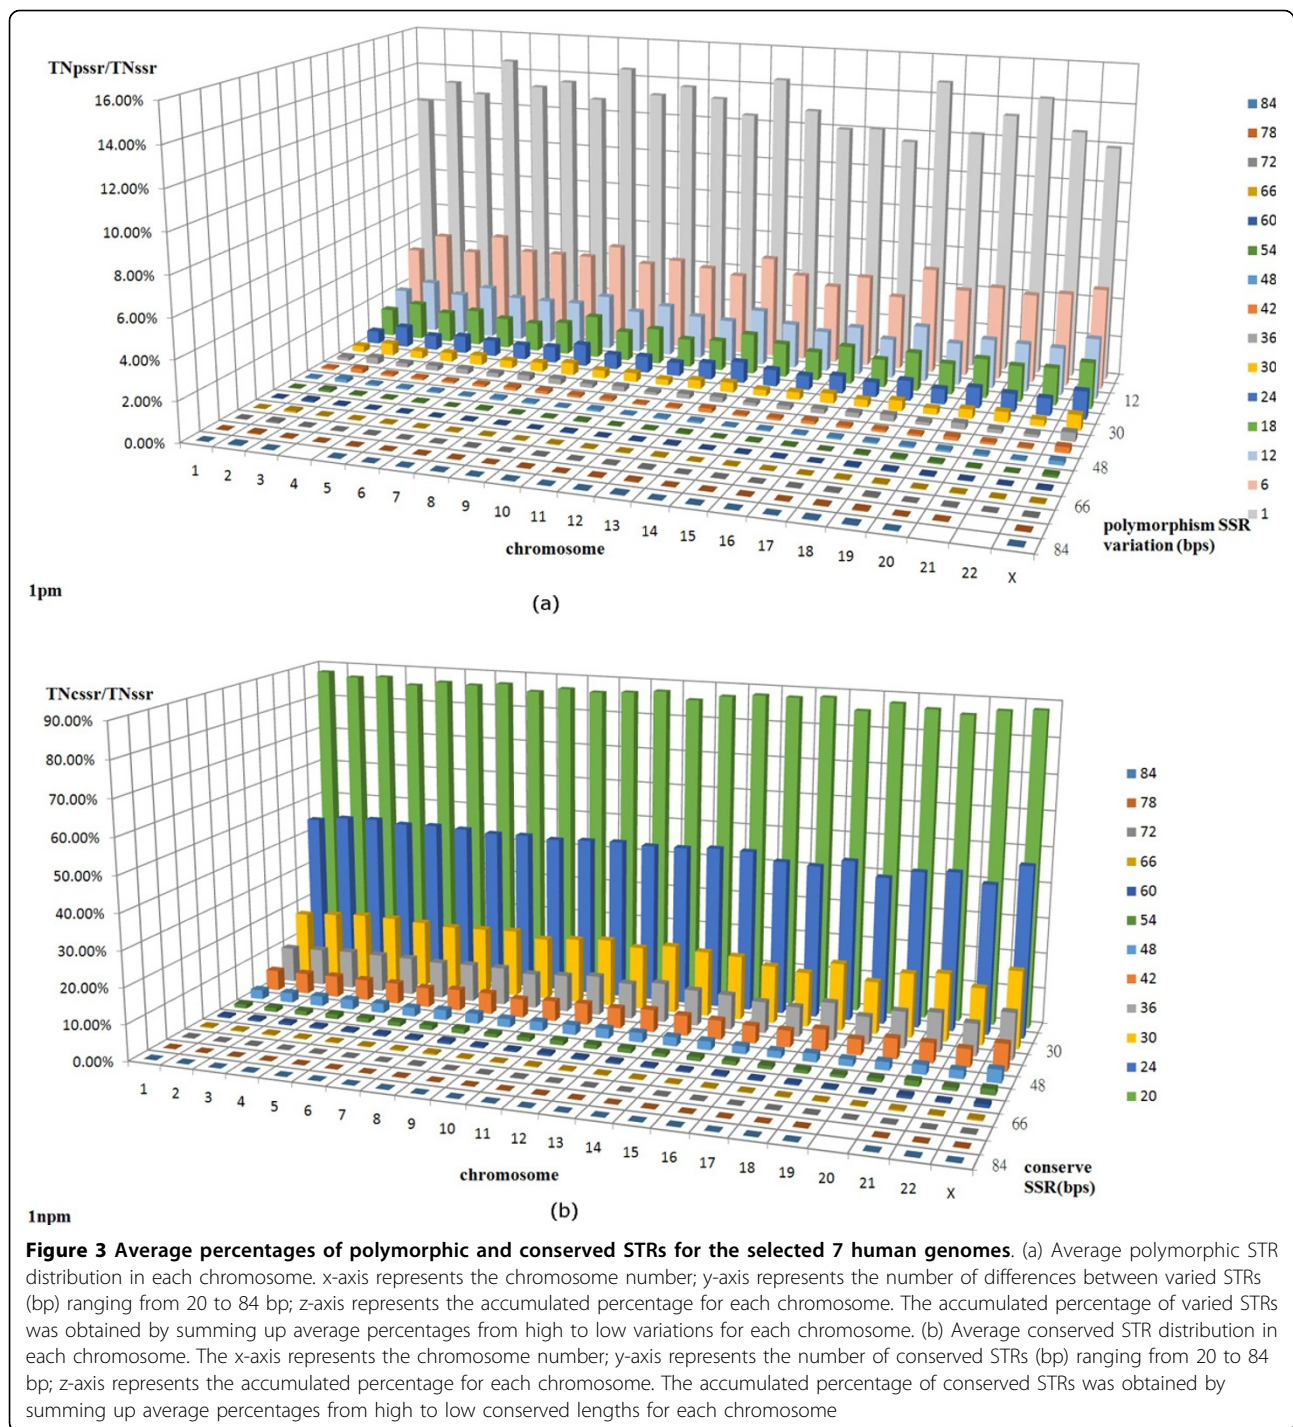 TNpssr/TNssr
16.00%
14.00%
12.00%
10.00%
8.00%
6.00%
4.00%
2.00%
0.00%
1 2 3 4 5 6 7 8 9 10 11 12 13 14 15 16 17 18 19 20 21 22 X
chromosome
12
30
48
66
84
polymorphism SSR
variation (bps)
84
78
72
66
60
54
48
42
36
30
24
18
12
6
1
1pm
(a)
TNcssr/TNssr
90.00%
80.00%
70.00%
60.00%
50.00%
40.00%
30.00%
20.00%
10.00%
0.00%
1 2 3 4 5 6 7 8 9 10 11 12 13 14 15 16 17 18 19 20 21 22 X
chromosome
30
48
66
84
conserve
SSR(bps)
84
78
72
66
60
54
48
42
36
30
24
20
1npm
(b)
Figure 3 Average percentages of polymorphic and conserved STRs for the selected 7 human genomes. (a) Average polymorphic STR
distribution in each chromosome. x-axis represents the chromosome number; y-axis represents the number of differences between varied STRs
(bp) ranging from 20 to 84 bp; z-axis represents the accumulated percentage for each chromosome. The accumulated percentage of varied STRs
was obtained by summing up average percentages from high to low variations for each chromosome. (b) Average conserved STR distribution in
each chromosome. The x-axis represents the chromosome number; y-axis represents the number of conserved STRs (bp) ranging from 20 to 84
bp; z-axis represents the accumulated percentage for each chromosome. The accumulated percentage of conserved STRs was obtained by
summing up average percentages from high to low conserved lengths for each chromosome